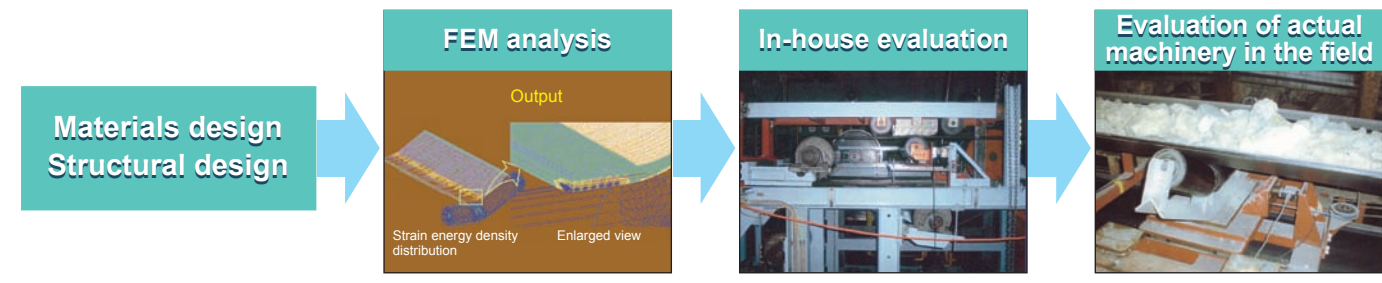 Materials design
Structural design
FEM analysis
Output
Strain energy density
distribution
Enlarged view
In-house evaluation
Evaluation of actual
machinery in the field